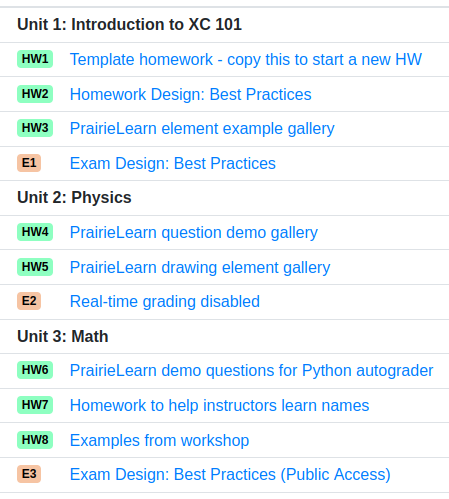 Unit 1: Introduction to XC 101
HW1 Template homework - copy this to start a new HW
HW2 Homework Design: Best Practices
HW3 PrairieLearn element example gallery
E1 Exam Design: Best Practices
Unit 2: Physics
HW4 PrairieLearn question demo gallery
HW5 PrairieLearn drawing element gallery
E2 Real-time grading disabled
Unit 3: Math
HW6 PrairieLearn demo questions for Python autograder
HW7 Homework to help instructors learn names
HW8 Examples from workshop
E3 Exam Design: Best Practices (Public Access)